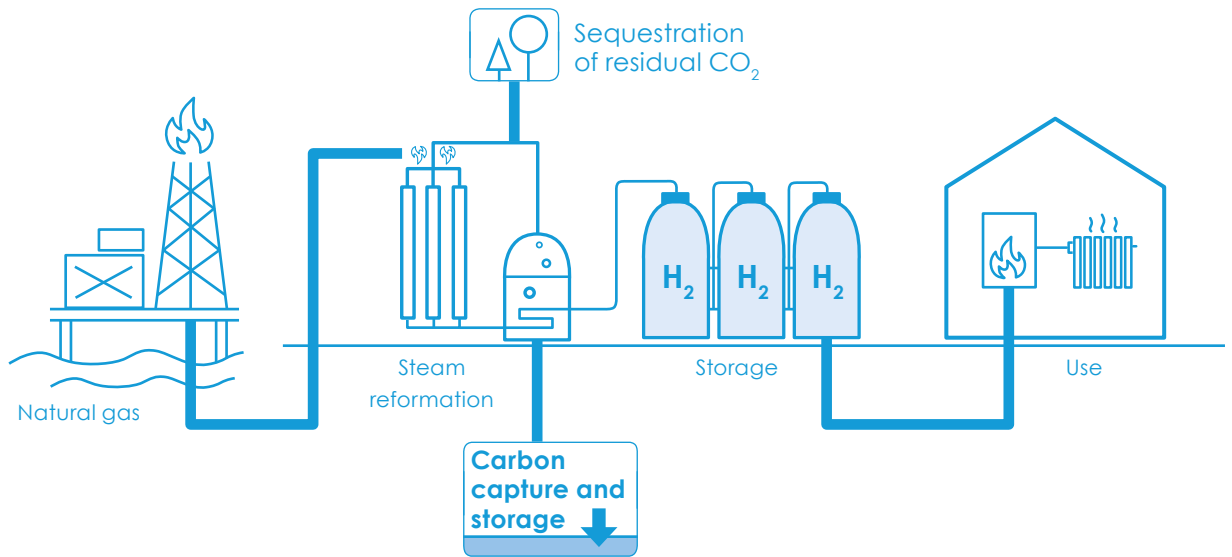 Sequestration
of residual CO₂
Natural gas
Steam
reformation
H₂
H₂
H₂
Storage
Use
Carbon
capture and
storage